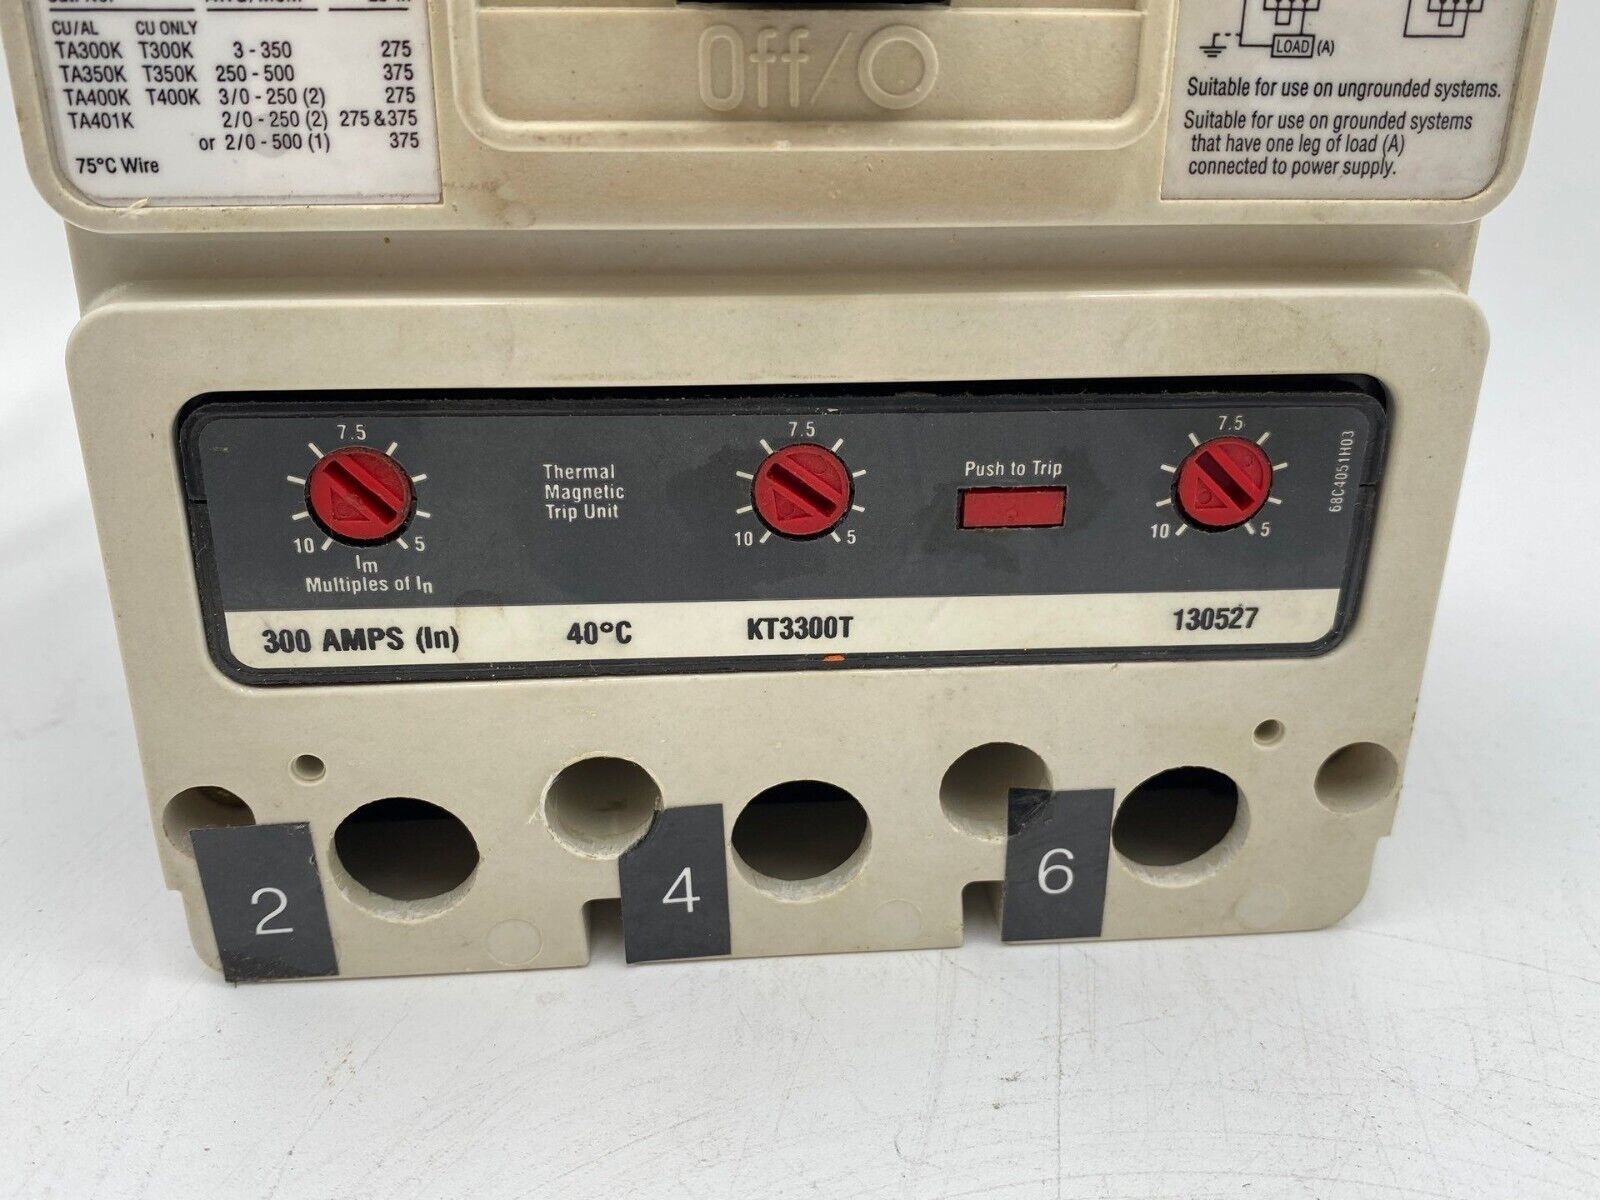 CU/AL CU ONLY
TA300K T300K 3 - 350 275
TA350K T350K 250 - 500 375
TA400K T400K 3/0 - 250 (2) 275
TA401K 2/0 - 250 (2) 275 &375
or 2/0 - 500 (1) 375
75°C Wire
Off/O
LOAD (A)
Suitable for use on ungrounded systems.
Suitable for use on grounded systems
that have one leg of load (A)
connected to power supply.
7.5
10
5
Im
Multiples of In
Thermal
Magnetic
Trip Unit
7.5
10
5
Push to Trip
7.5
10
5
68C4051H03
300 AMPS (In) 40°C KT3300T 130527
2
4
6